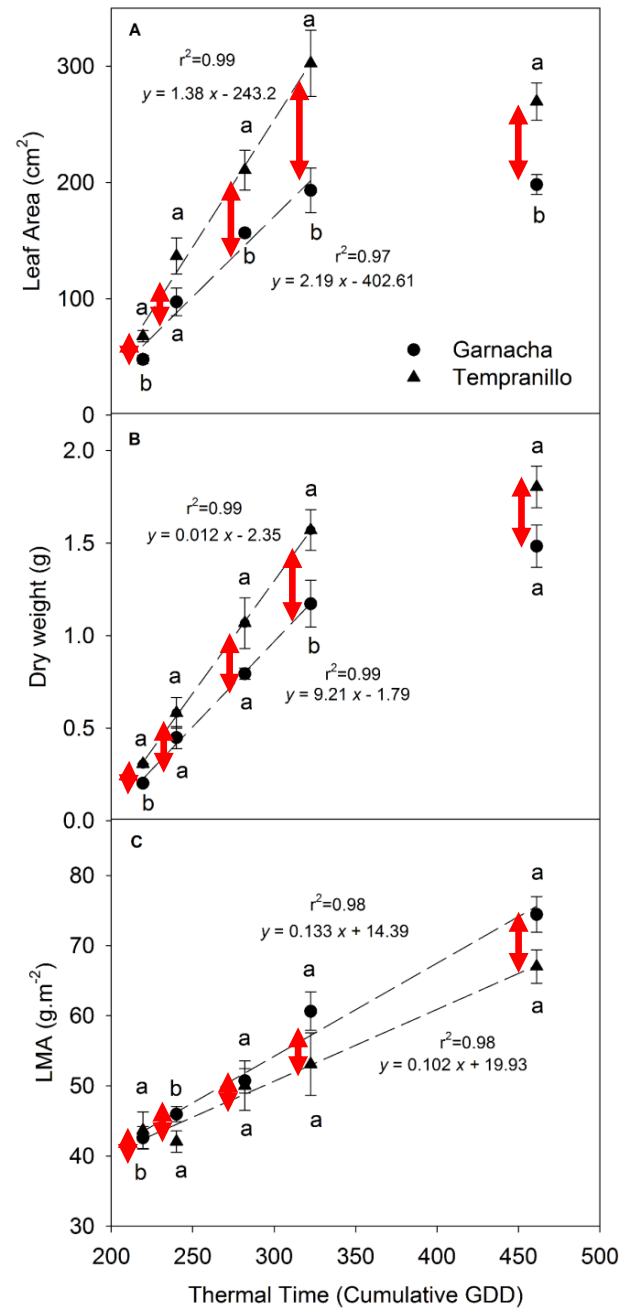 A
r²=0.99
y = 1.38 x - 243.2
a
a
a
a
a
b
a
b
b
b
r²=0.97
y = 2.19 x - 402.61
Garnacha
Tempranillo
Leaf Area (cm²)
300
200
100
0
B
r²=0.99
y = 0.012 x - 2.35
a
a
a
a
a
b
a
a
b
a
r²=0.99
y = 9.21 x - 1.79
Dry weight (g)
2.0
1.5
1.0
0.5
0.0
C
r²=0.98
y = 0.133 x + 14.39
a
b
a
a
a
b
a
a
a
a
r²=0.98
y = 0.102 x + 19.93
LMA (g.m⁻²)
80
70
60
50
40
30
200 250 300 350 400 450 500
Thermal Time (Cumulative GDD)